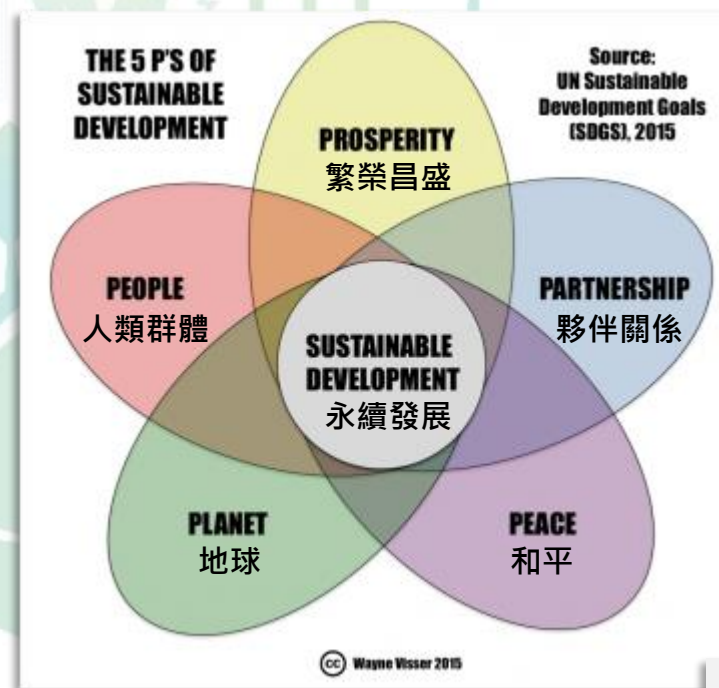 THE 5 P'S OF
SUSTAINABLE
DEVELOPMENT
Source:
UN Sustainable
Development Goals
(SDGS), 2015
PROSPERITY
繁榮昌盛
PEOPLE
人類群體
PARTNERSHIP
夥伴關係
SUSTAINABLE
DEVELOPMENT
永續發展
PLANET
地球
PEACE
和平
(cc) Wayne Visser 2015